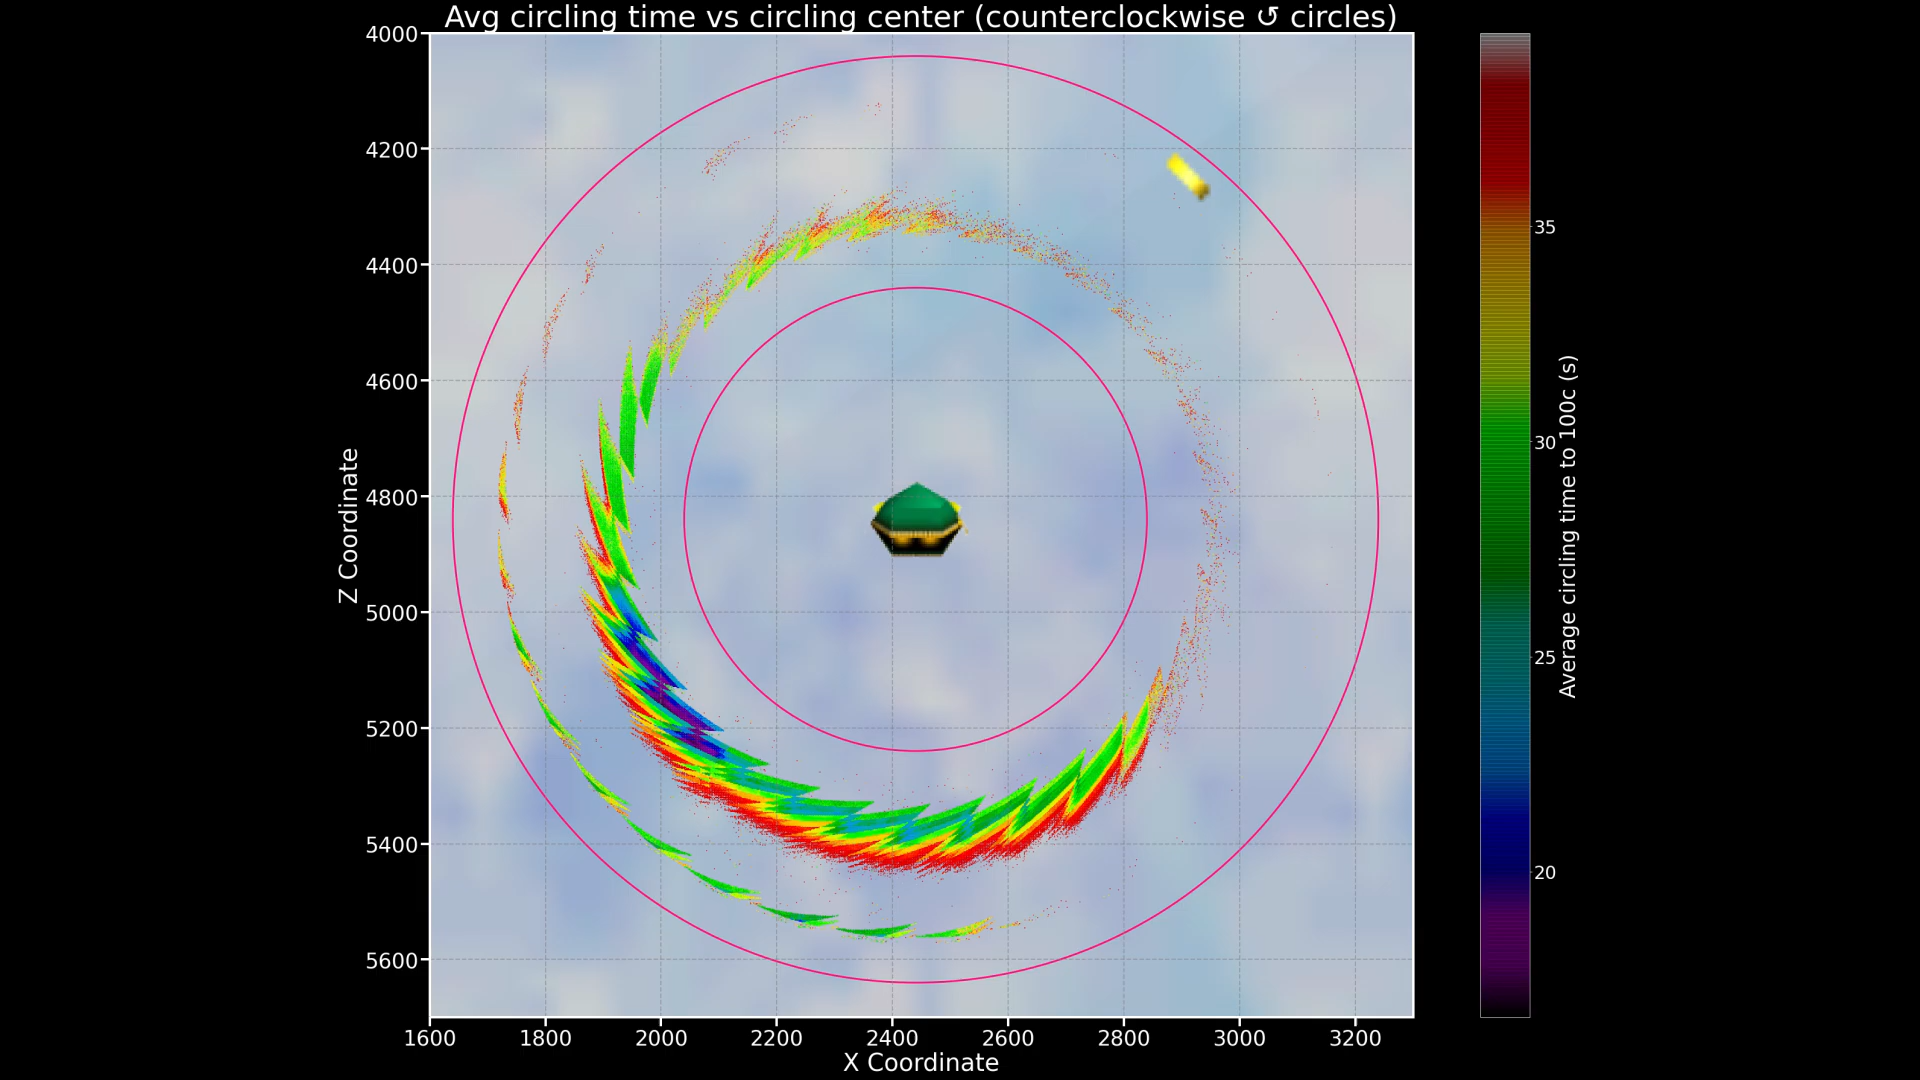 Avg circling time vs circling center (counterclockwise ↺ circles)
4000
4200
4400
4600
4800
5000
5200
5400
5600
Z Coordinate
1600 1800 2000 2200 2400 2600 2800 3000 3200
X Coordinate
35
30
25
20
Average circling time to 100c (s)